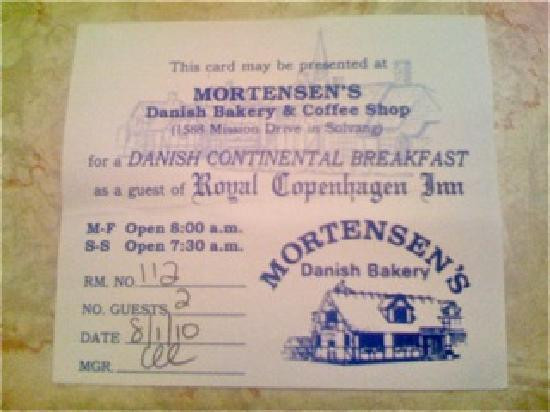 This card may be presented at
MORTENSEN'S
Danish Bakery & Coffee Shop
(1588 Mission Drive in Solvang)
for a DANISH CONTINENTAL BREAKFAST
as a guest of Royal Copenhagen Inn
M-F Open 8:00 a.m.
S-S Open 7:30 a.m.
RM. NO. 112
NO. GUESTS 2
DATE 8/1/10
MGR.
MORTENSEN'S
Danish Bakery